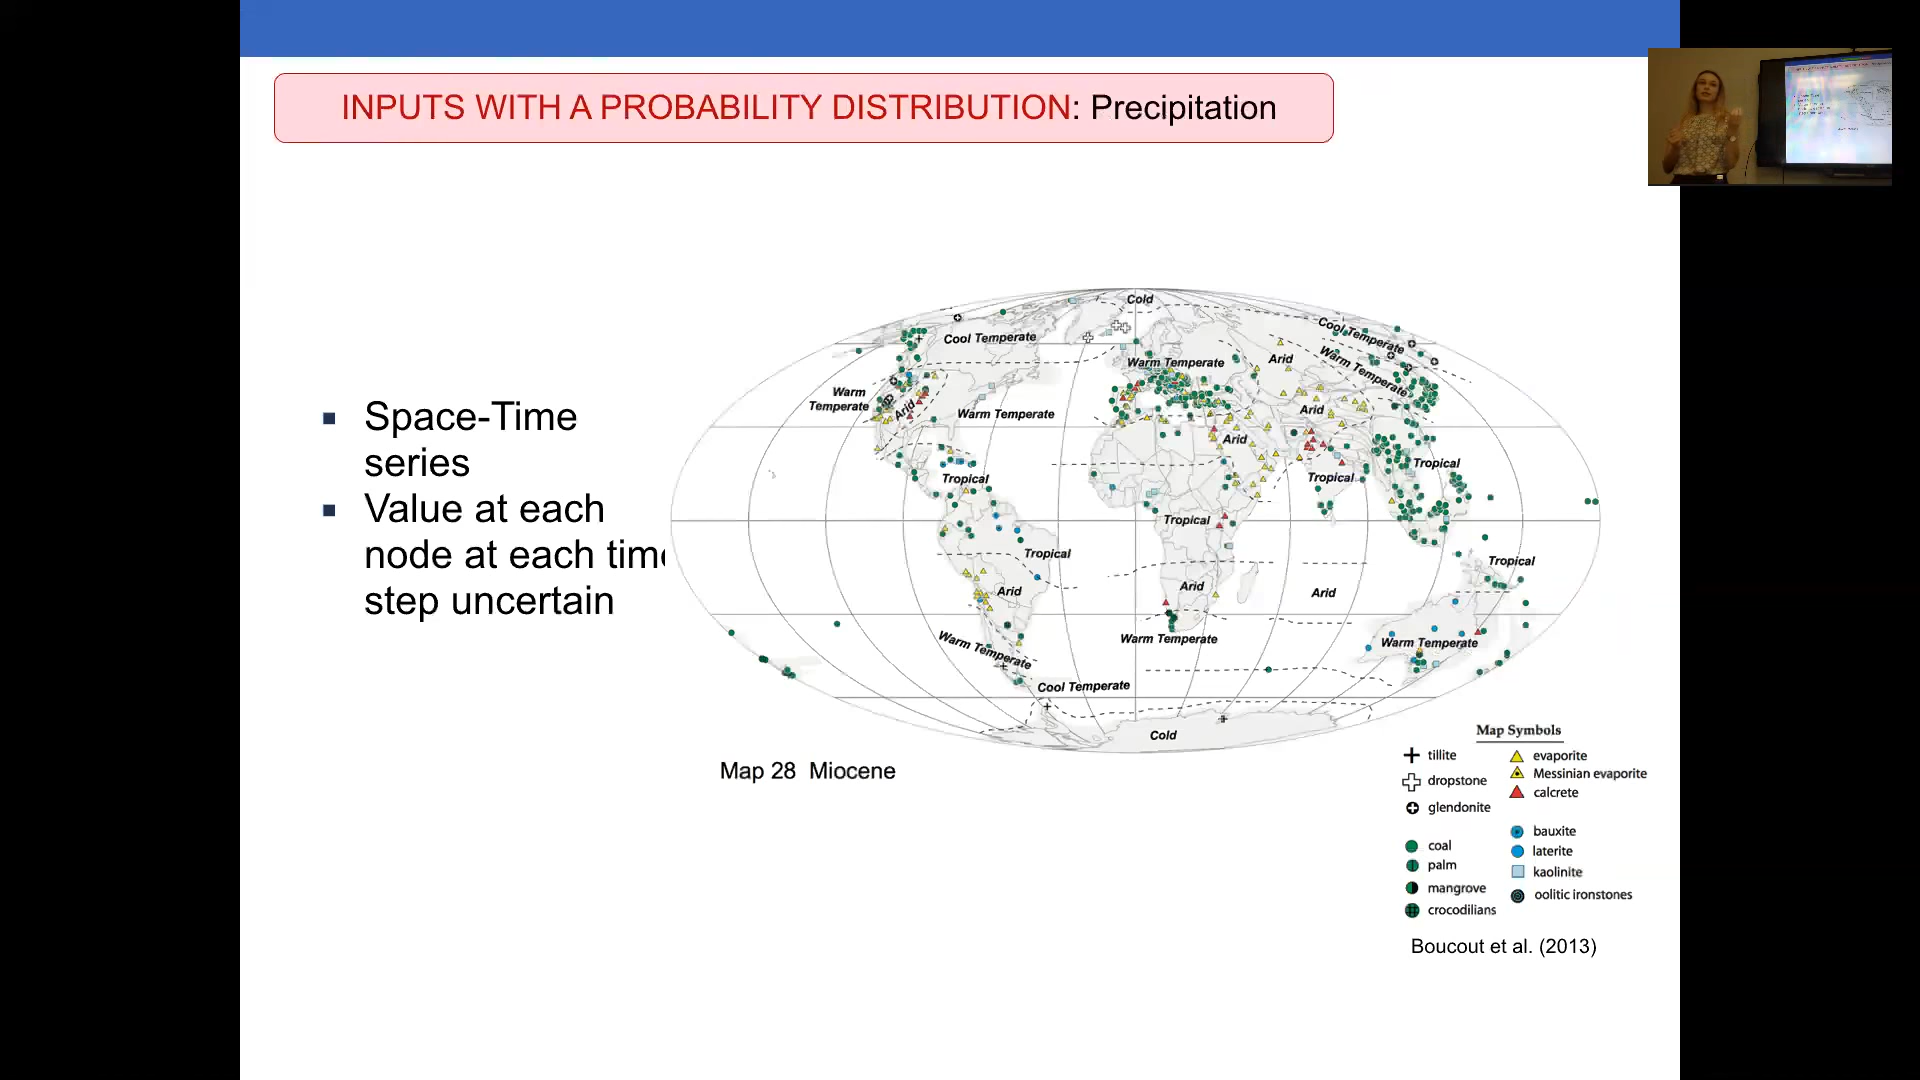 INPUTS WITH A PROBABILITY DISTRIBUTION: Precipitation
Space-Time
series
Value at each
node at each time
step uncertain
Cold
Cool Temperate
Cool Temperate
Warm Temperate
Warm Temperate
Arid
Warm
Temperate
Arid
Warm Temperate
Arid
Arid
Tropical
Tropical
Tropical
Tropical
Tropical
Tropical
Arid
Arid
Arid
Warm Temperate
Warm Temperate
Warm Temperate
Cool Temperate
Cold
Map 28 Miocene
Map Symbols
tillite
dropstone
glendonite
coal
palm
mangrove
crocodilians
evaporite
Messinian evaporite
calcrete
bauxite
laterite
kaolinite
oolitic ironstones
Boucout et al. (2013)